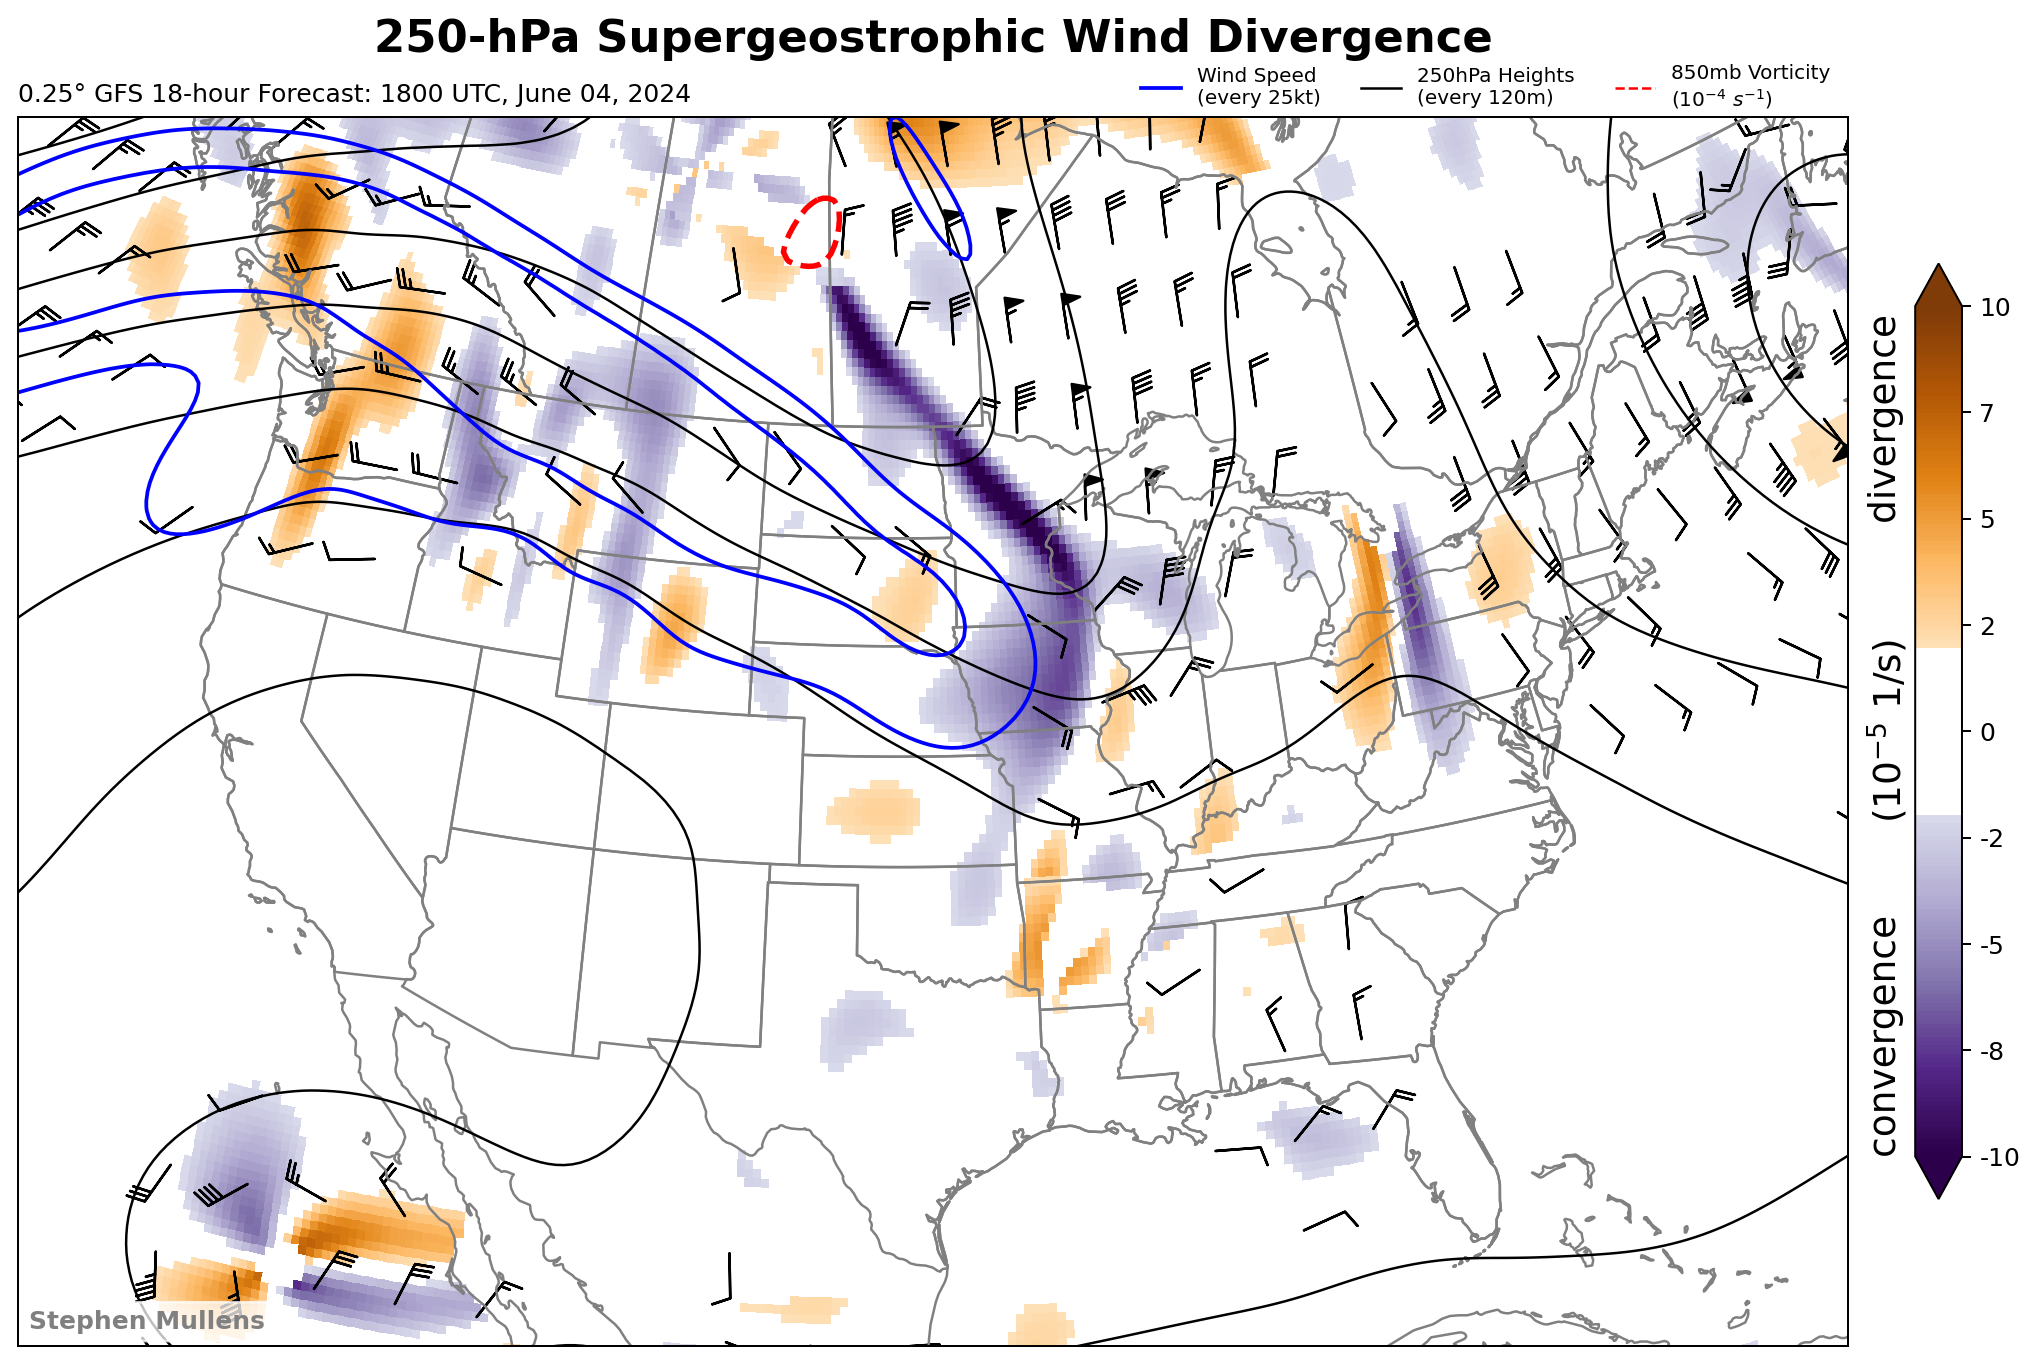 250-hPa Supergeostrophic Wind Divergence
0.25° GFS 18-hour Forecast: 1800 UTC, June 04, 2024
Wind Speed
(every 25kt)
250hPa Heights
(every 120m)
850mb Vorticity
(10⁻⁴ s⁻¹)
10
7
5
2
0
-2
-5
-8
-10
convergence (10⁻⁵ 1/s) divergence
Stephen Mullens